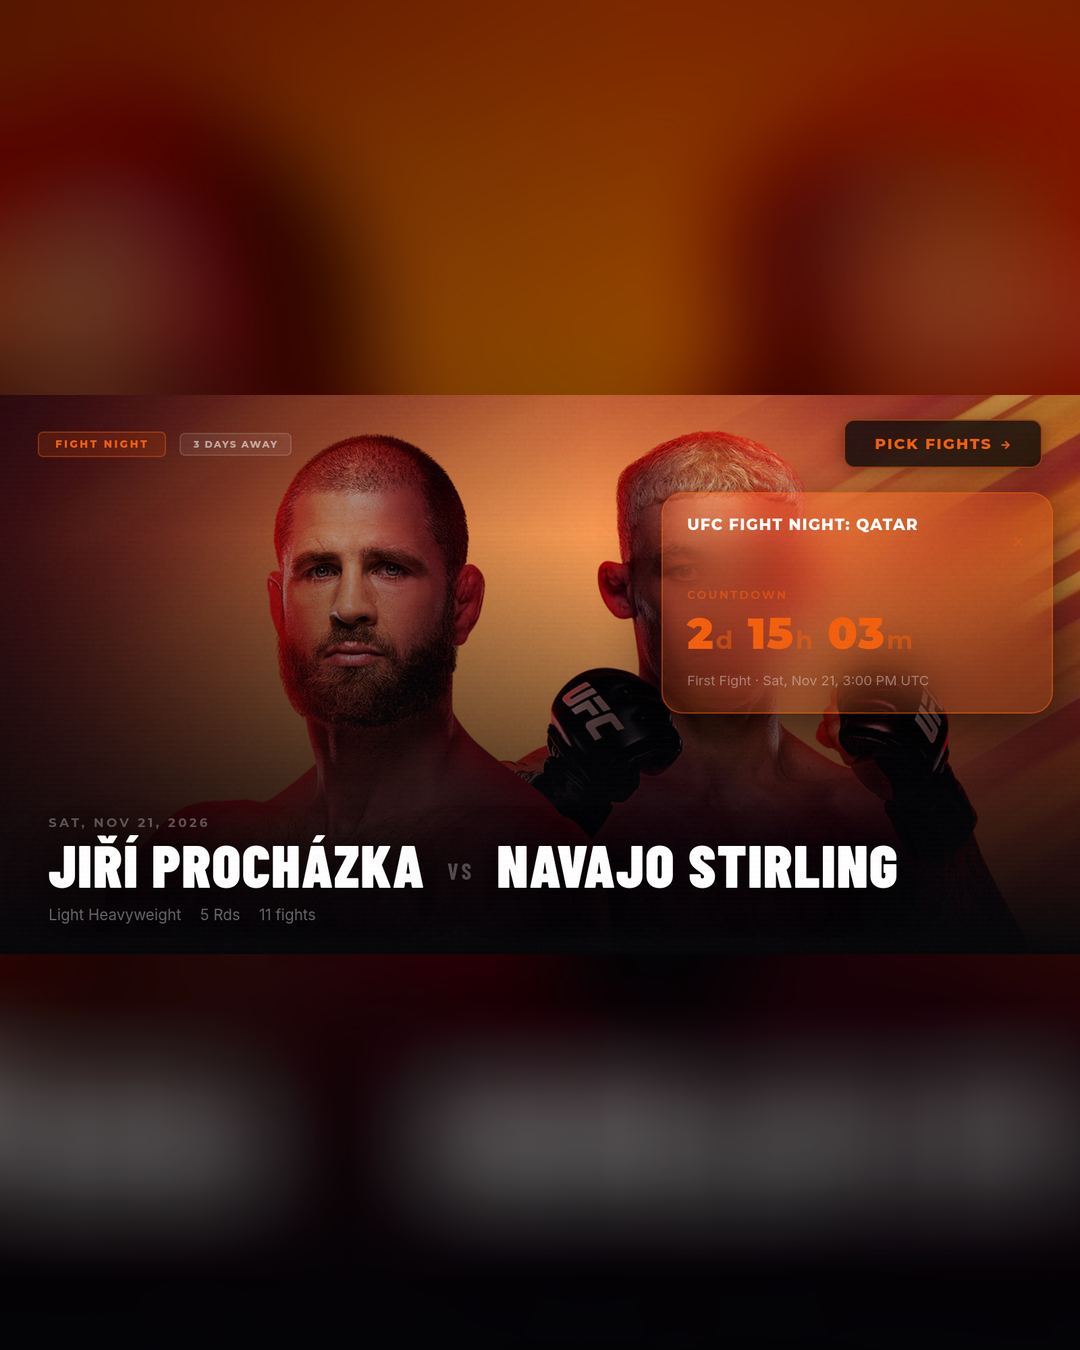 FIGHT NIGHT
3 DAYS AWAY
PICK FIGHTS →
UFC FIGHT NIGHT: QATAR
COUNTDOWN
2d 15h 03m
First Fight · Sat, Nov 21, 3:00 PM UTC
UFC
UF
SAT, NOV 21, 2026
JIŘÍ PROCHÁZKA VS NAVAJO STIRLING
Light Heavyweight 5 Rds 11 fights